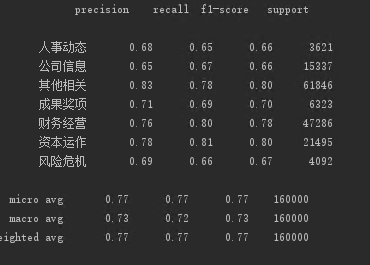 precision recall f1-score support
人事动态 0.68 0.65 0.66 3621
公司信息 0.65 0.67 0.66 15337
其他相关 0.83 0.78 0.80 61846
成果奖项 0.71 0.69 0.70 6323
财务经营 0.76 0.80 0.78 47286
资本运作 0.78 0.81 0.80 21495
风险危机 0.69 0.66 0.67 4092
micro avg 0.77 0.77 0.77 160000
macro avg 0.73 0.72 0.73 160000
eighted avg 0.77 0.77 0.77 160000